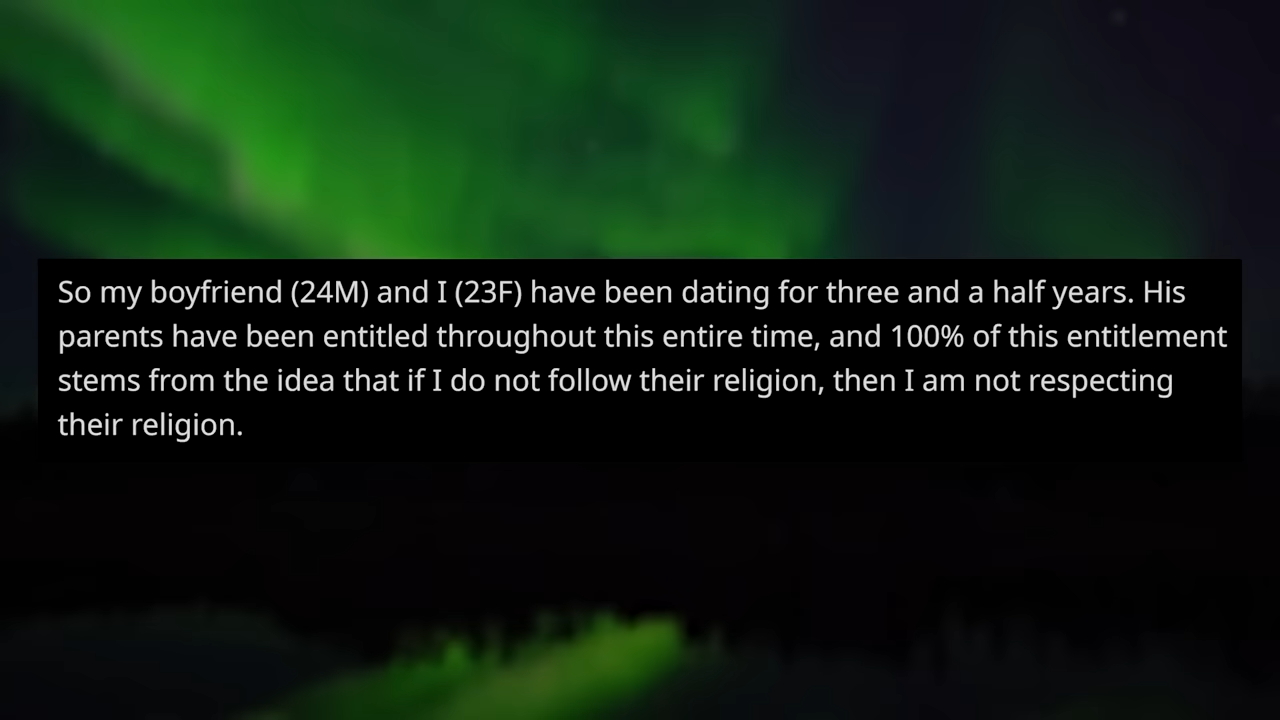 So my boyfriend (24M) and I (23F) have been dating for three and a half years. His
parents have been entitled throughout this entire time, and 100% of this entitlement
stems from the idea that if I do not follow their religion, then I am not respecting
their religion.